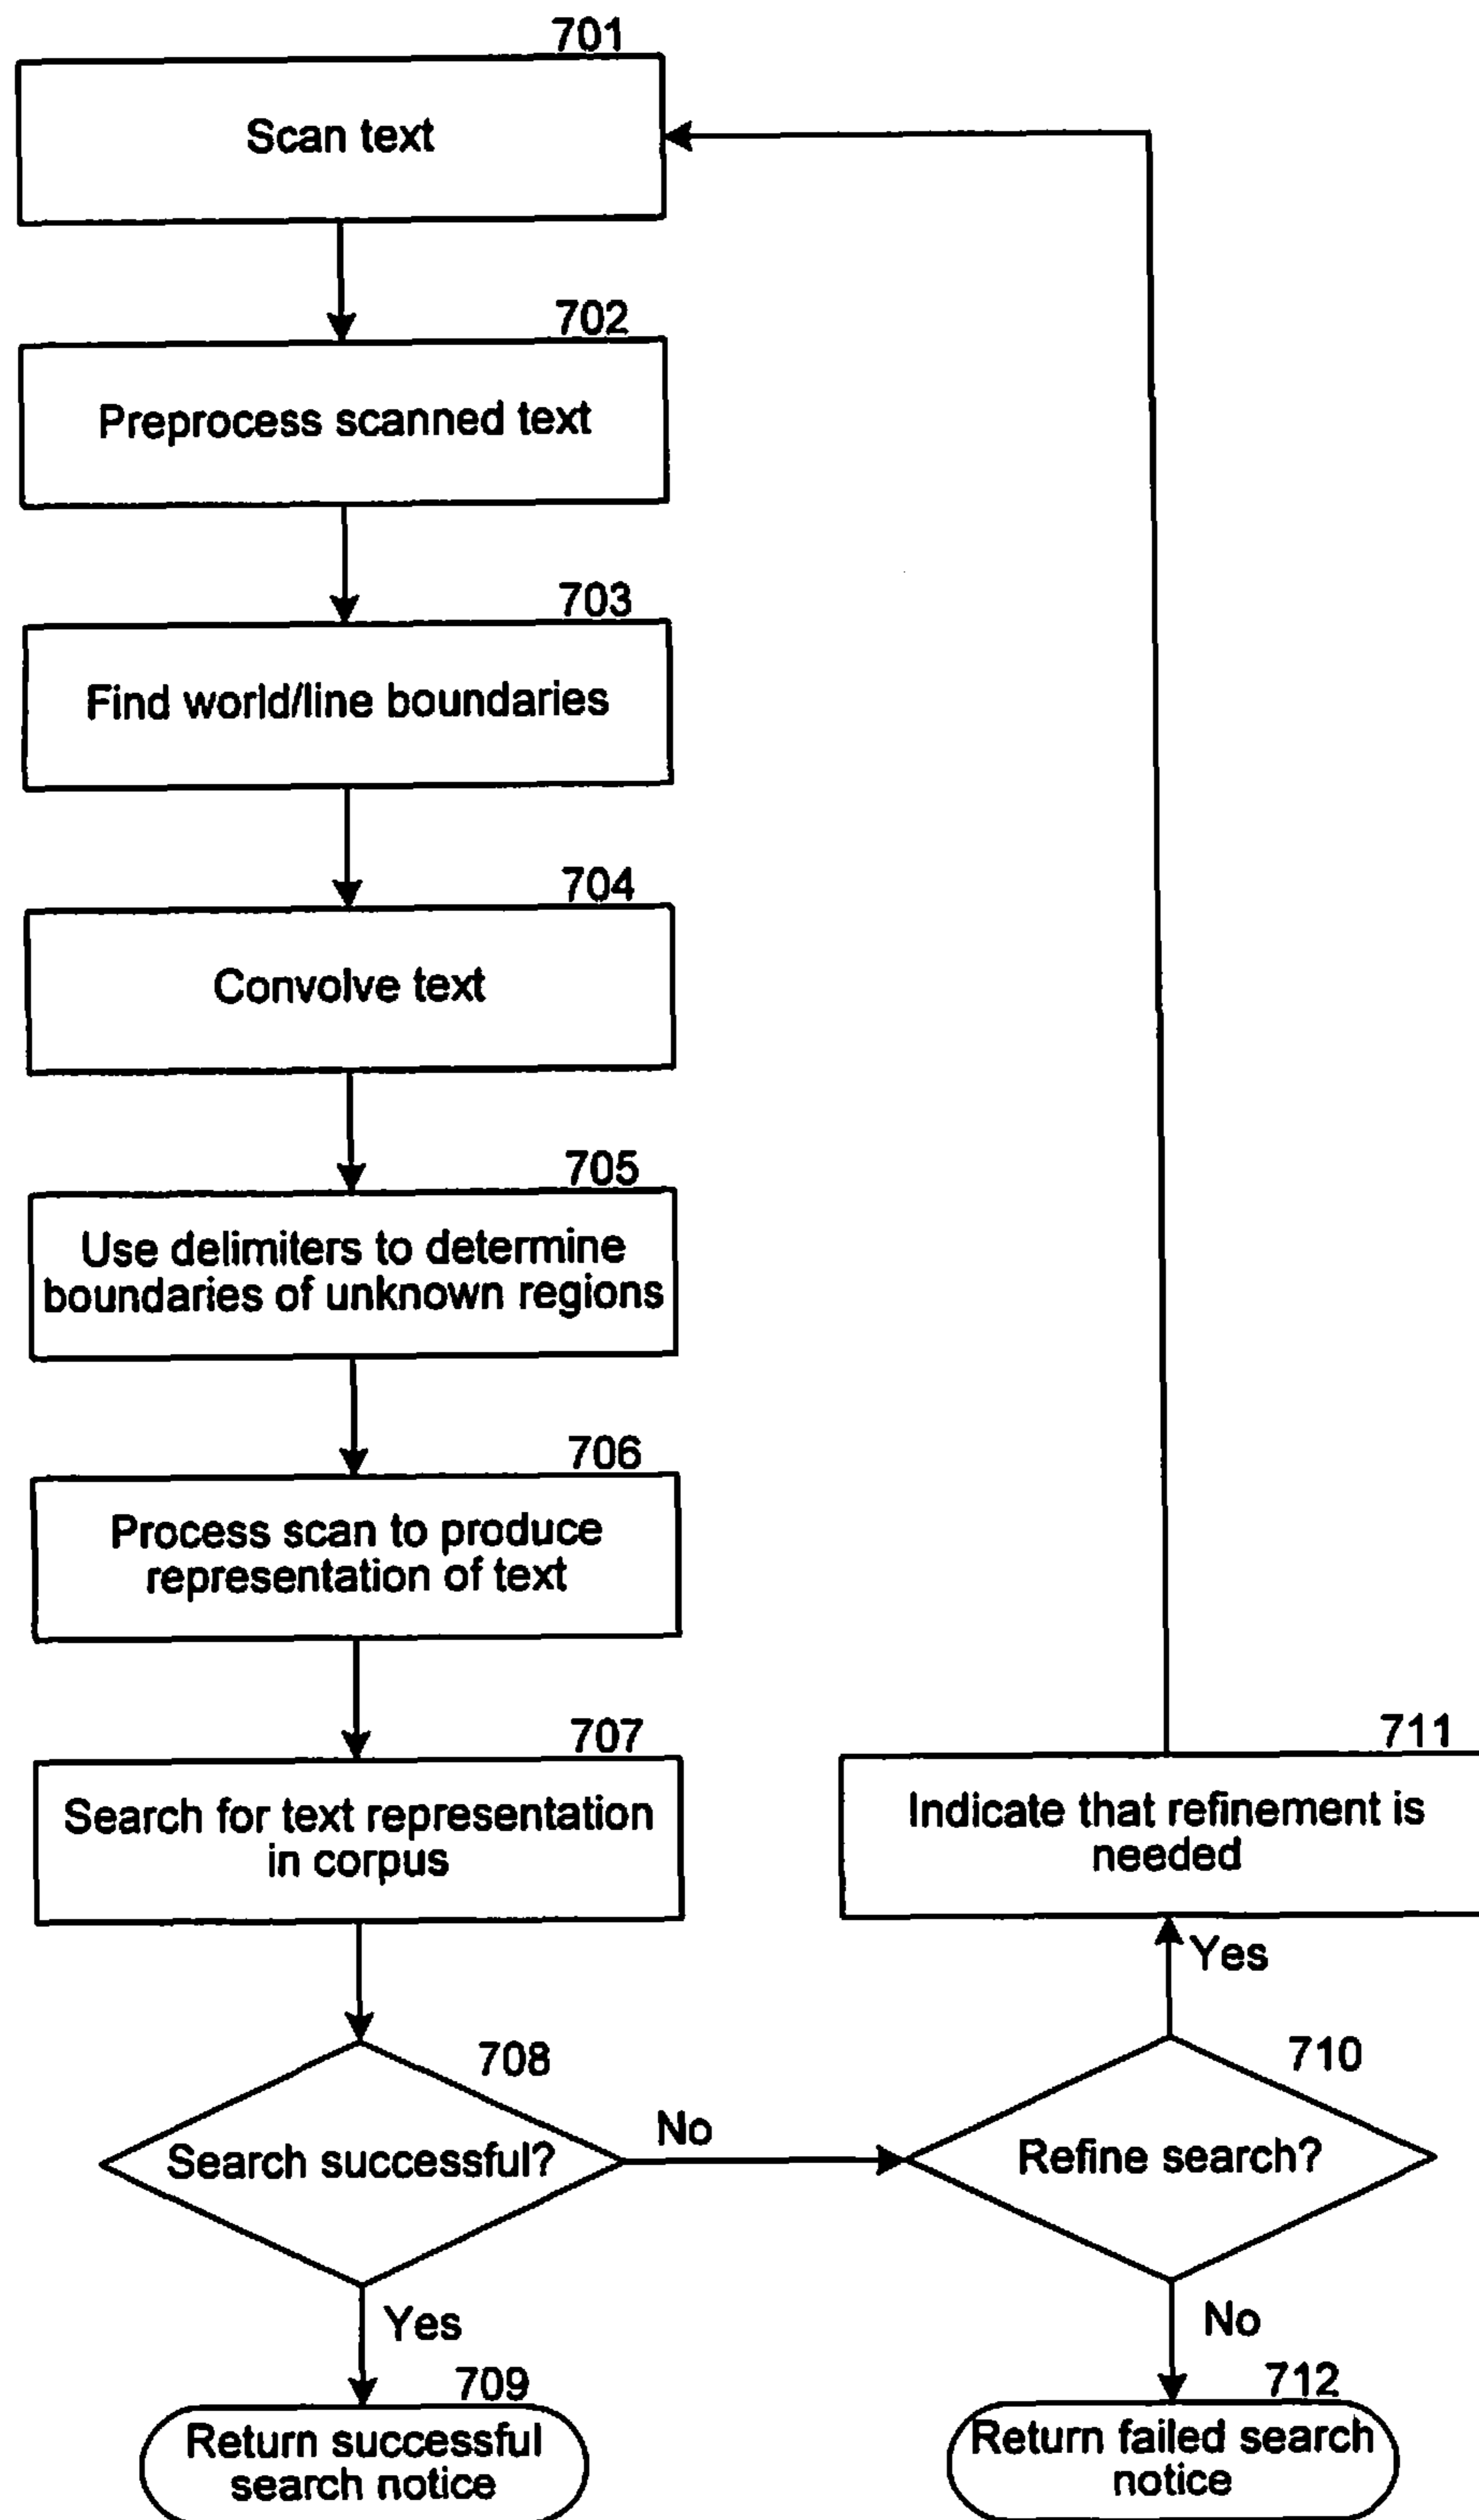 701
Scan text
702
Preprocess scanned text
703
Find world/line boundaries
704
Convolve text
705
Use delimiters to determine
boundaries of unknown regions
706
Process scan to produce
representation of text
707
Search for text representation
in corpus
711
Indicate that refinement is
needed
Yes
708
Search successful?
No
710
Refine search?
Yes
709
Return successful
search notice
No
712
Return failed search
notice